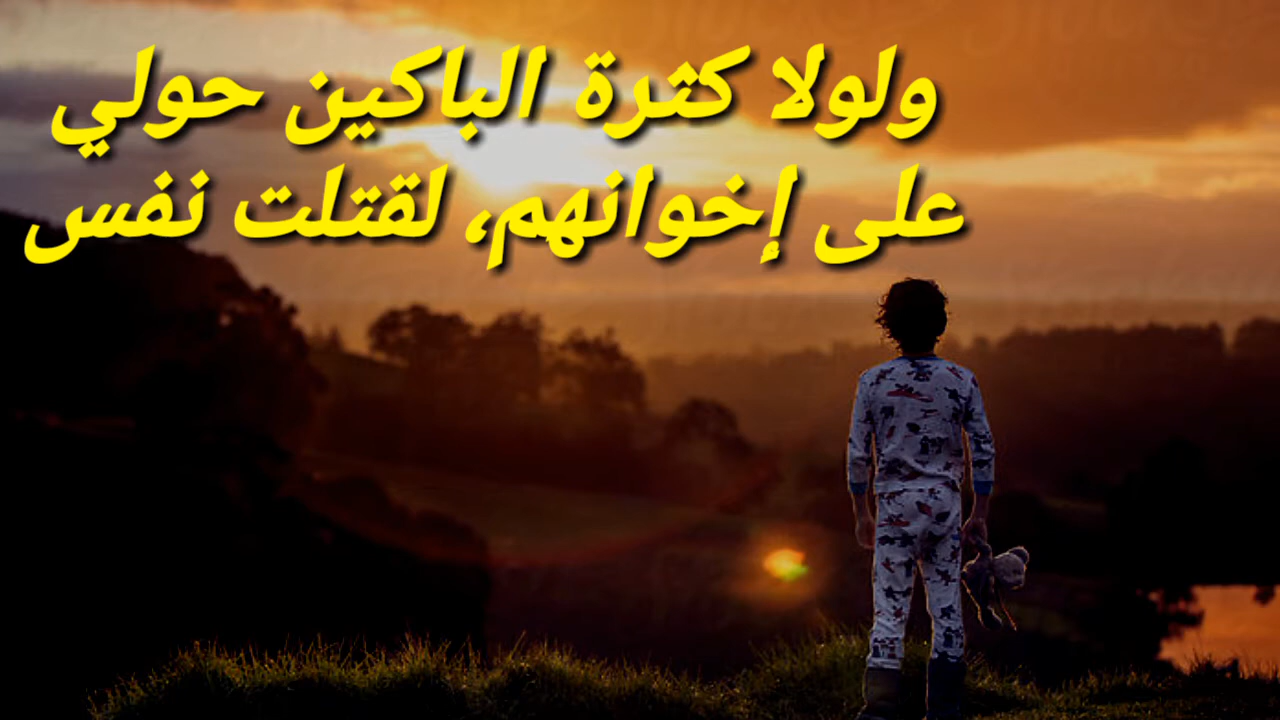 ولولا كثرة الباكين حولي
على إخوانهم، لقتلت نفس